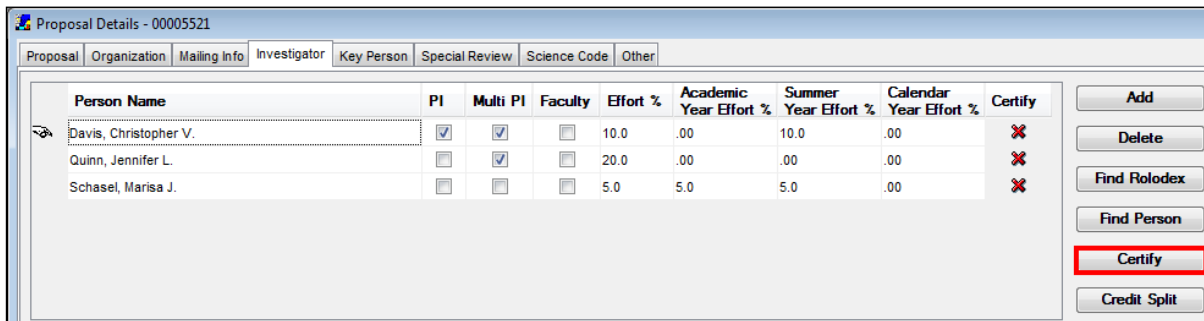 Proposal Details - 00005521
Proposal Organization Mailing Info Investigator Key Person Special Review Science Code Other
Person Name PI Multi PI Faculty Effort % Academic Year Effort % Summer Year Effort % Calendar Year Effort % Certify
Davis, Christopher V. 10.0 .00 10.0 .00
Quinn, Jennifer L. 20.0 .00 .00 .00
Schasel, Marisa J. 5.0 5.0 5.0 .00
Add
Delete
Find Rolodex
Find Person
Certify
Credit Split